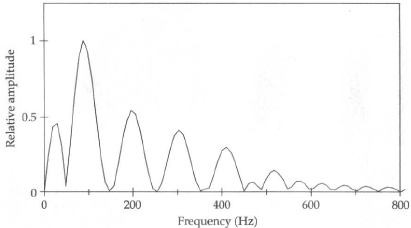 Relative amplitude
1
0.5
0
0 200 400 600 800
Frequency (Hz)